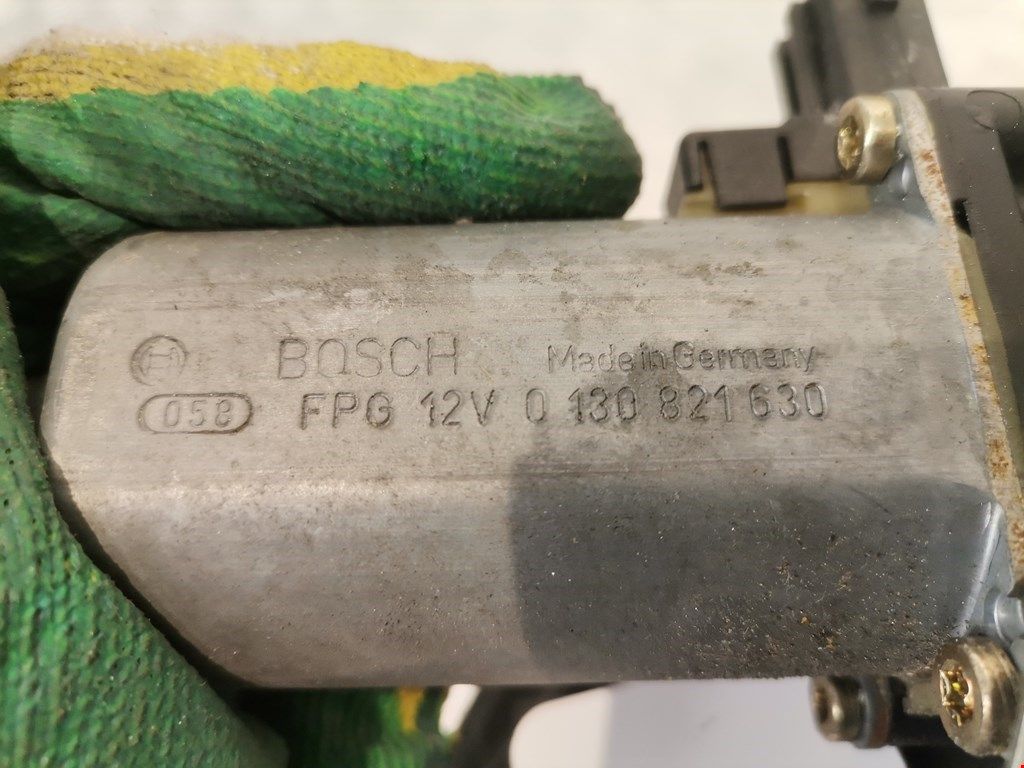 BOSCH Made in Germany
058 FPG 12V 0 130 821 630